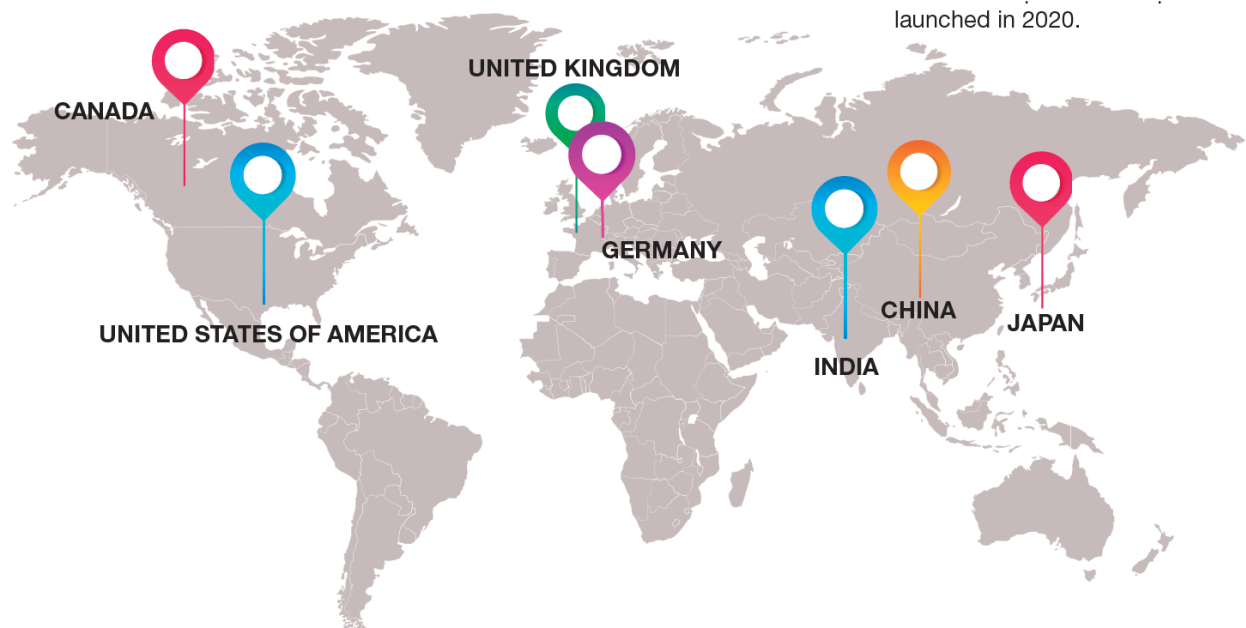 launched in 2020.
UNITED KINGDOM
CANADA
GERMANY
CHINA
JAPAN
UNITED STATES OF AMERICA
INDIA